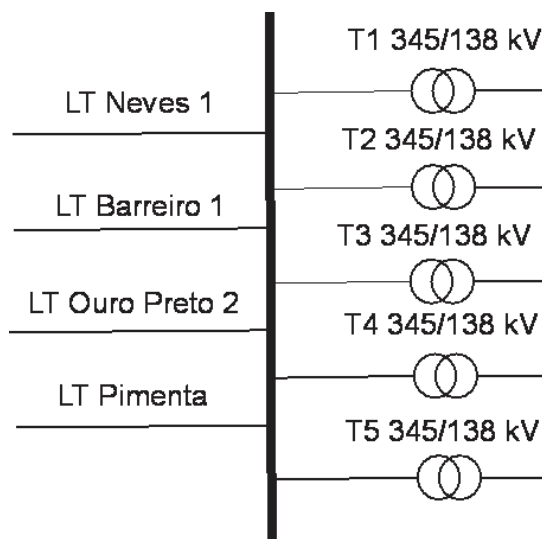 T1 345/138 kV
LT Neves 1
T2 345/138 kV
LT Barreiro 1
T3 345/138 kV
LT Ouro Preto 2
T4 345/138 kV
LT Pimenta
T5 345/138 kV